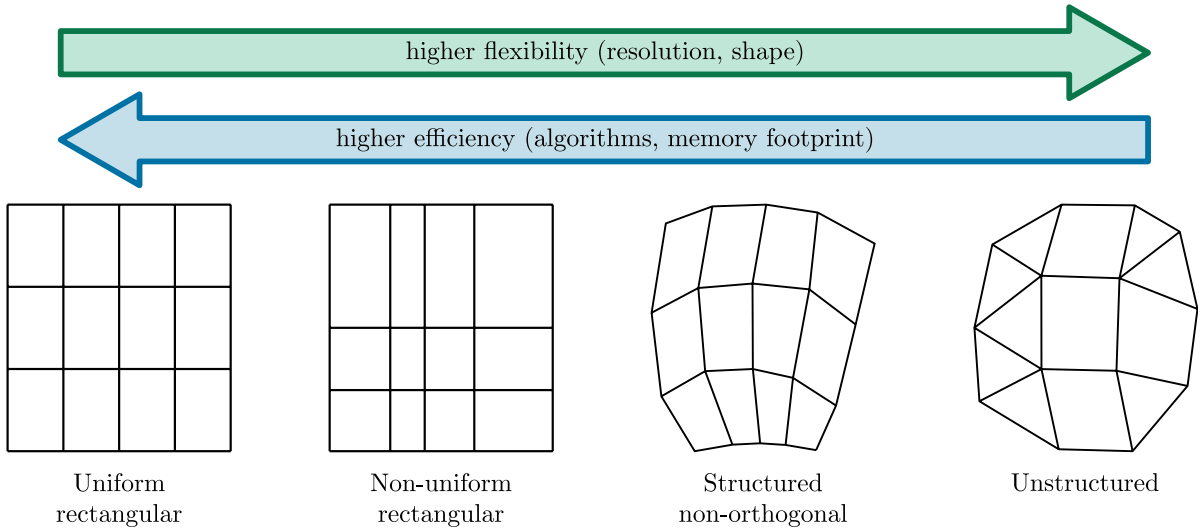 higher flexibility (resolution, shape)
higher efficiency (algorithms, memory footprint)
Uniform
rectangular
Non-uniform
rectangular
Structured
non-orthogonal
Unstructured